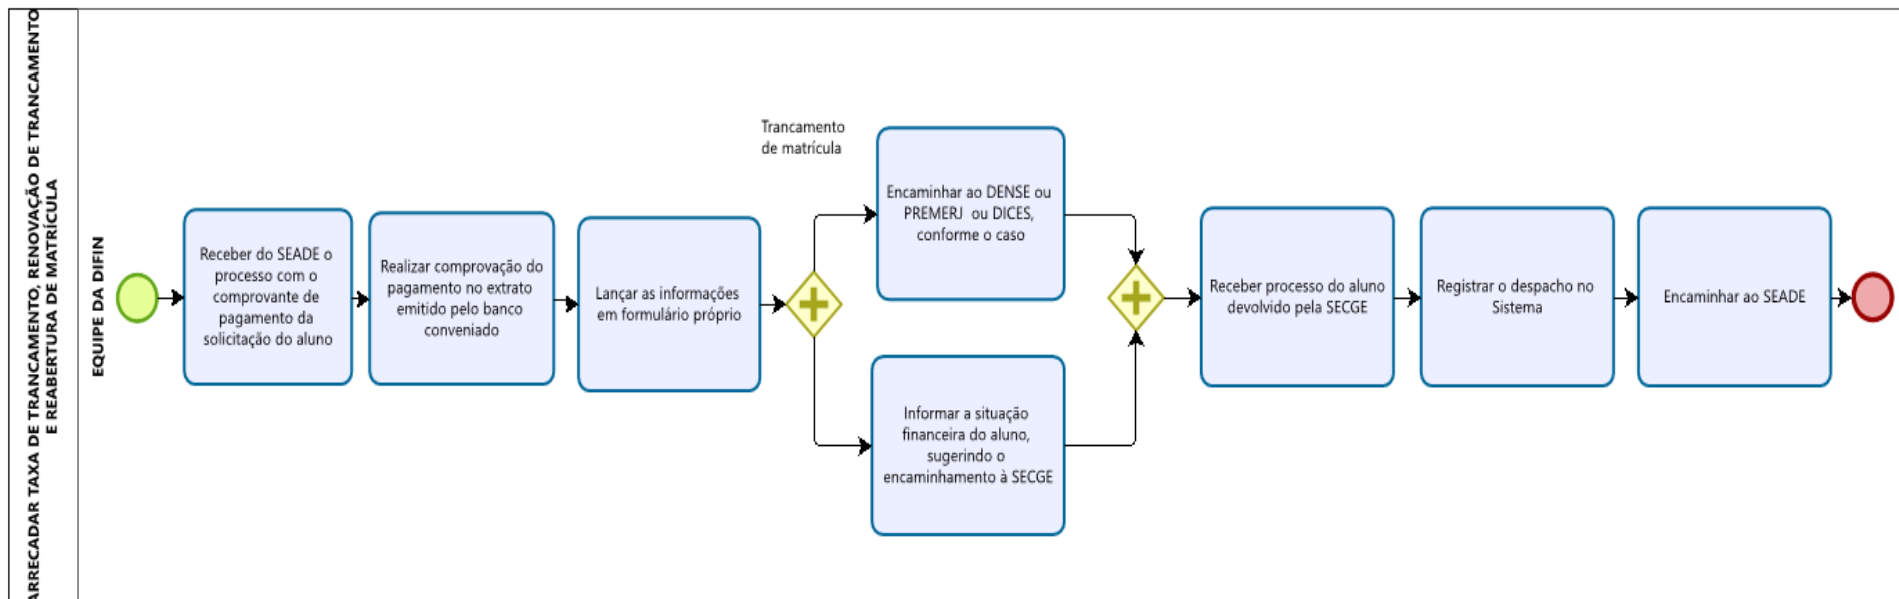 ARRECADAR TAXA DE TRANCAMENTO, RENOVAÇÃO DE TRANCAMENTO
E REABERTURA DE MATRÍCULA
EQUIPE DA DIFIN
Receber do SEADE o
processo com o
comprovante de
pagamento da
solicitação do aluno
Realizar comprovação do
pagamento no extrato
emitido pelo banco
conveniado
Lançar as informações
em formulário próprio
Trancamento
de matrícula
Encaminhar ao DENSE ou
PREMERJ ou DICES,
conforme o caso
Informar a situação
financeira do aluno,
sugerindo o
encaminhamento à SECGE
Receber processo do aluno
devolvido pela SECGE
Registrar o despacho no
Sistema
Encaminhar ao SEADE